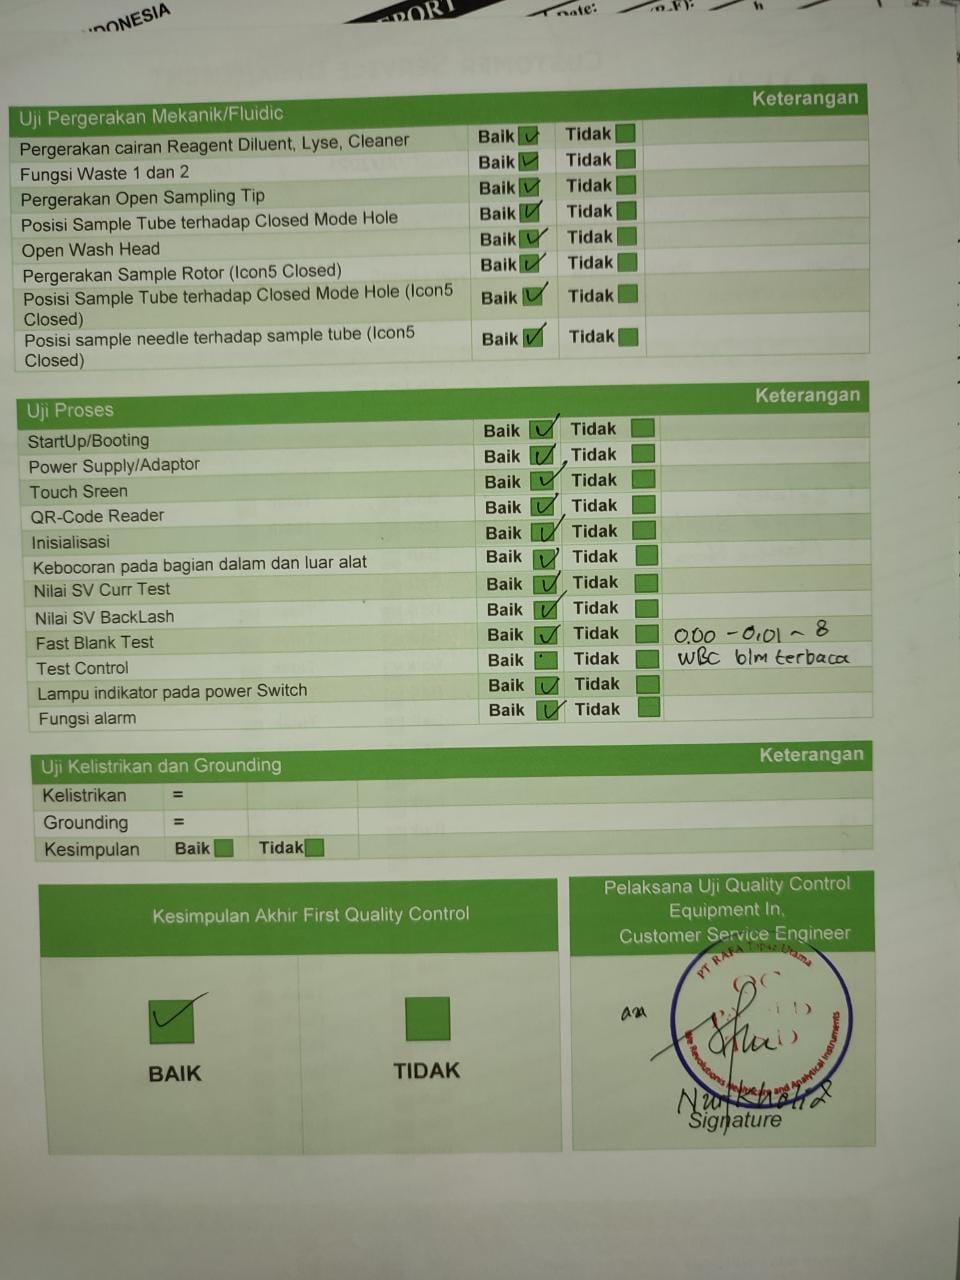 DONESIA
PORT
Date:
Uji Pergerakan Mekanik/Fluidic Keterangan
Pergerakan cairan Reagent Diluent, Lyse, Cleaner Baik ✓ Tidak
Fungsi Waste 1 dan 2 Baik ✓ Tidak
Pergerakan Open Sampling Tip Baik ✓ Tidak
Posisi Sample Tube terhadap Closed Mode Hole Baik ✓ Tidak
Open Wash Head Baik ✓ Tidak
Pergerakan Sample Rotor (Icon5 Closed) Baik ✓ Tidak
Posisi Sample Tube terhadap Closed Mode Hole (Icon5 Baik ✓ Tidak
Closed)
Posisi sample needle terhadap sample tube (Icon5 Baik ✓ Tidak
Closed)
Uji Proses Keterangan
StartUp/Booting Baik ✓ Tidak
Power Supply/Adaptor Baik ✓ Tidak
Touch Sreen Baik ✓ Tidak
QR-Code Reader Baik ✓ Tidak
Inisialisasi Baik ✓ Tidak
Kebocoran pada bagian dalam dan luar alat Baik ✓ Tidak
Nilai SV Curr Test Baik ✓ Tidak
Nilai SV BackLash Baik ✓ Tidak
Fast Blank Test Baik ✓ Tidak 0.00 - 0,01 ~ 8
Test Control Baik Tidak WBC blm terbaca
Lampu indikator pada power Switch Baik ✓ Tidak
Fungsi alarm Baik ✓ Tidak
Uji Kelistrikan dan Grounding Keterangan
Kelistrikan =
Grounding =
Kesimpulan Baik Tidak
Kesimpulan Akhir First Quality Control
✓
BAIK TIDAK
Pelaksana Uji Quality Control
Equipment In,
Customer Service Engineer
PT RAFA Topaz Utama
QC
an
We Revolutionis Healthcare and Analytical Instruments
Nurkholid
Signature